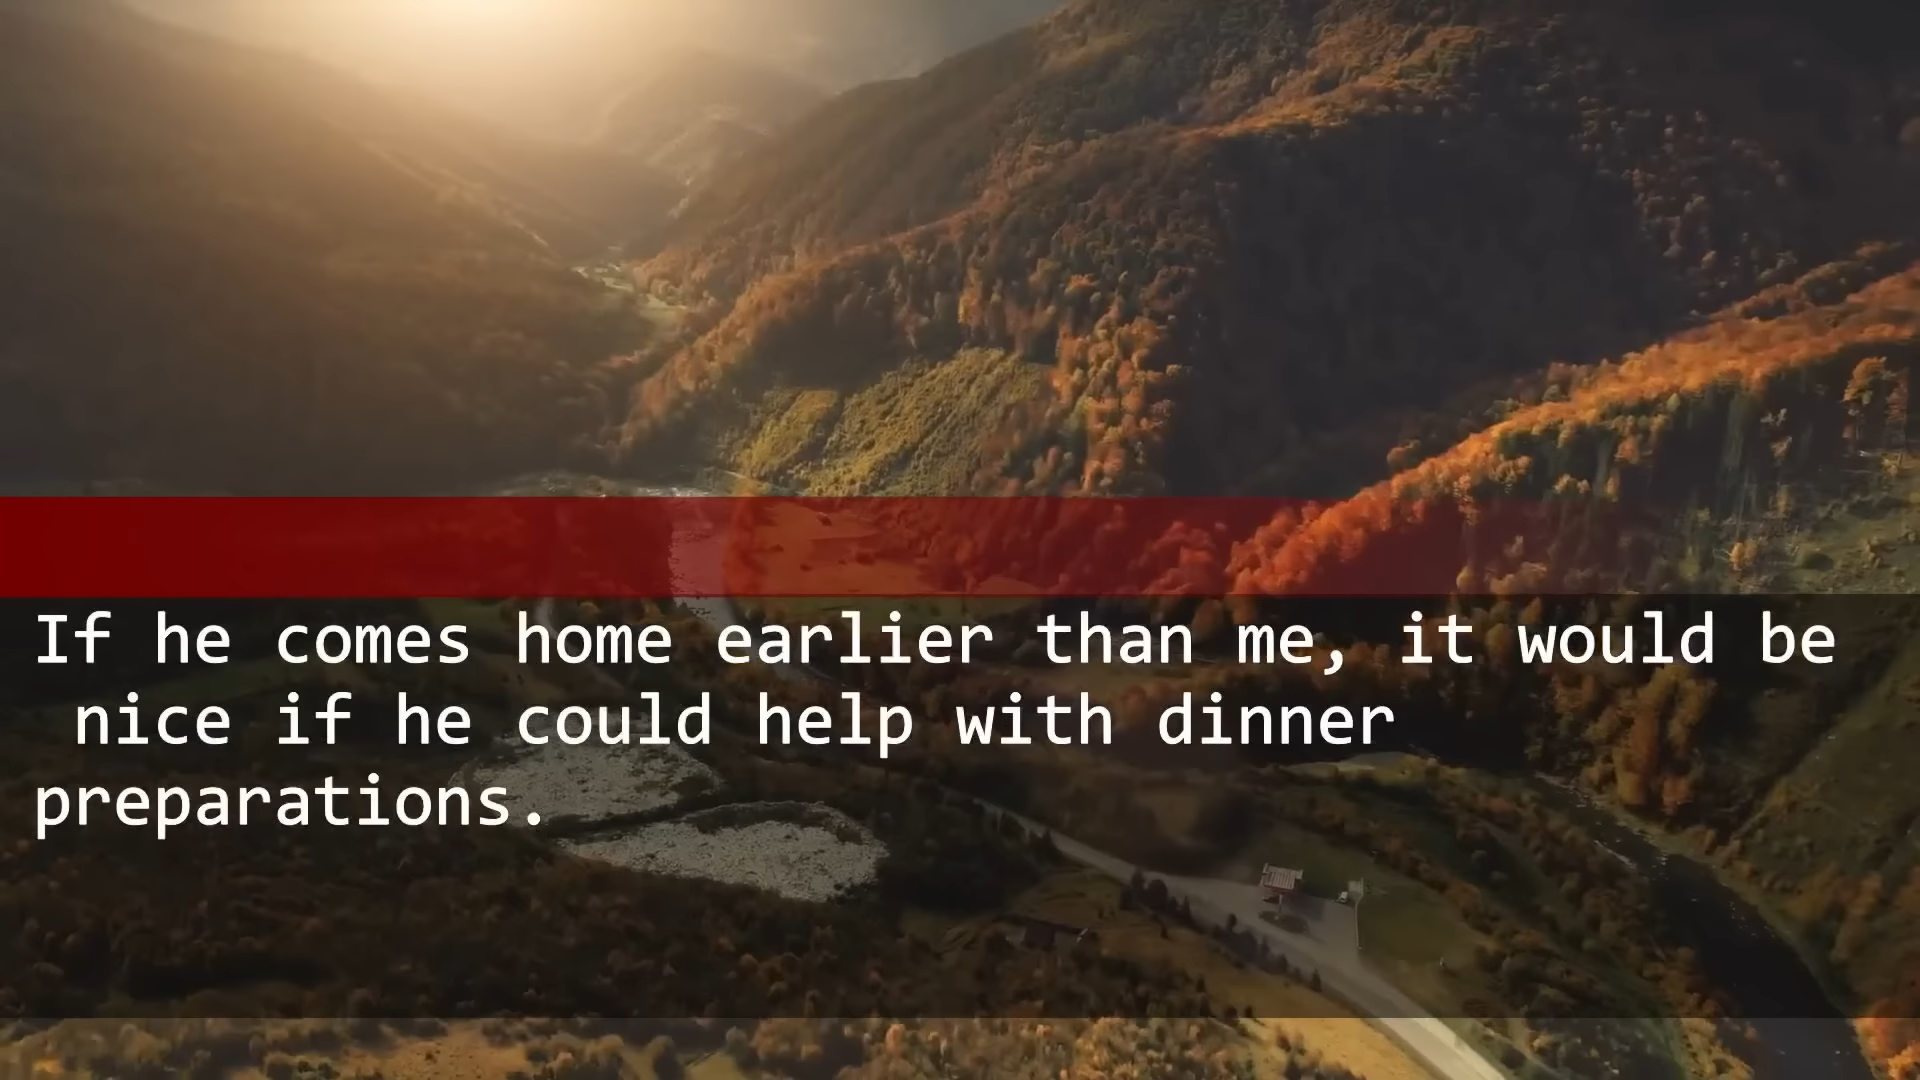 If he comes home earlier than me, it would be
nice if he could help with dinner
preparations.